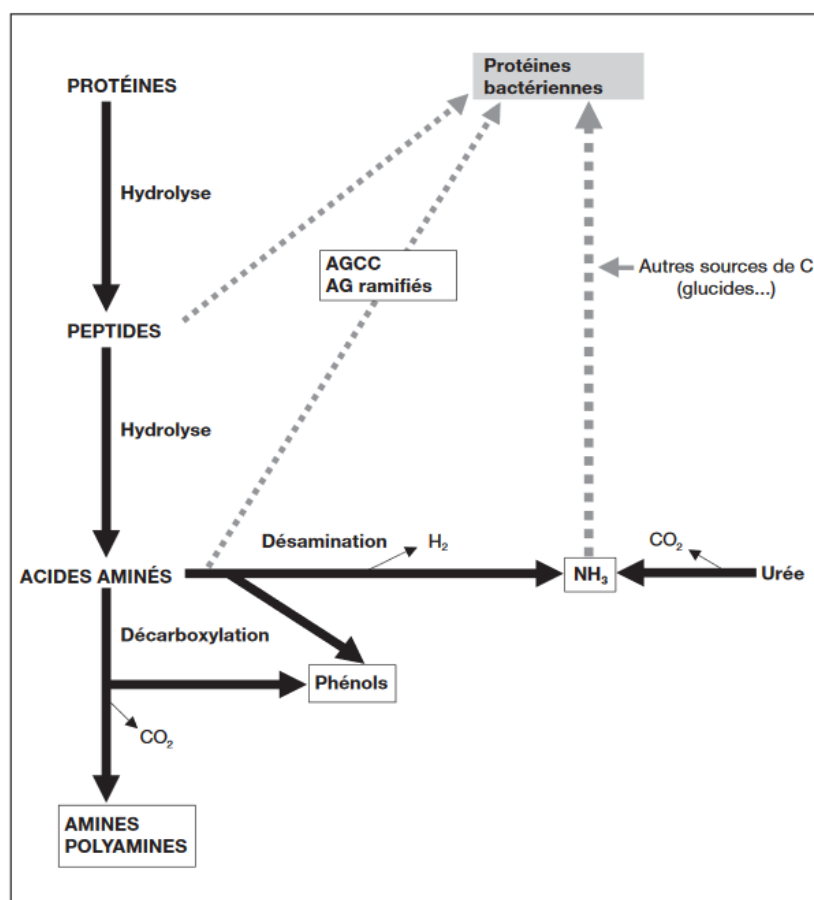 Protéines
bactériennes
PROTÉINES
Hydrolyse
AGCC
AG ramifiés
Autres sources de C
(glucides...)
PEPTIDES
Hydrolyse
Désamination
H₂
CO₂
ACIDES AMINÉS
NH₃
Urée
Décarboxylation
Phénols
CO₂
AMINES
POLYAMINES